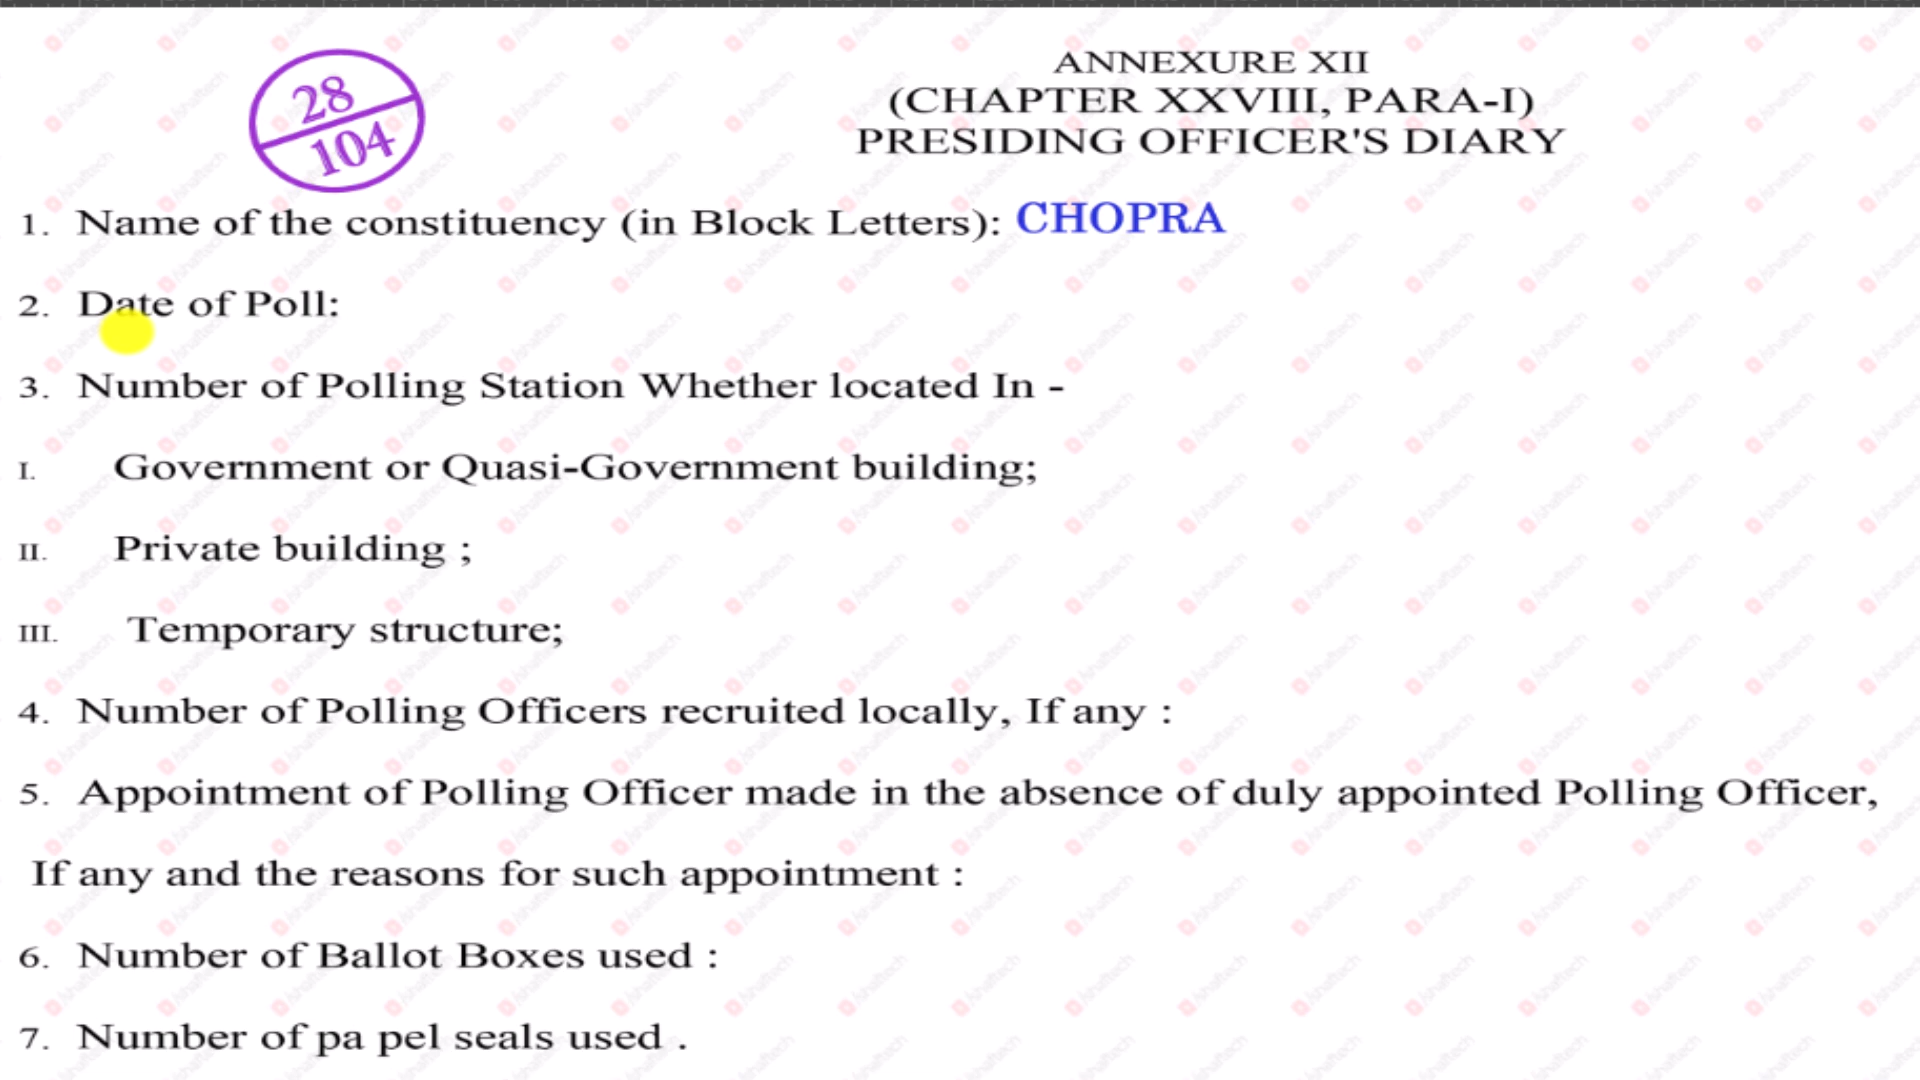 28
104
ANNEXURE XII
(CHAPTER XXVIII, PARA-I)
PRESIDING OFFICER'S DIARY
1. Name of the constituency (in Block Letters): CHOPRA
2. Date of Poll:
3. Number of Polling Station Whether located In -
I. Government or Quasi-Government building;
II. Private building ;
III. Temporary structure;
4. Number of Polling Officers recruited locally, If any :
5. Appointment of Polling Officer made in the absence of duly appointed Polling Officer,
If any and the reasons for such appointment :
6. Number of Ballot Boxes used :
7. Number of pa pel seals used .